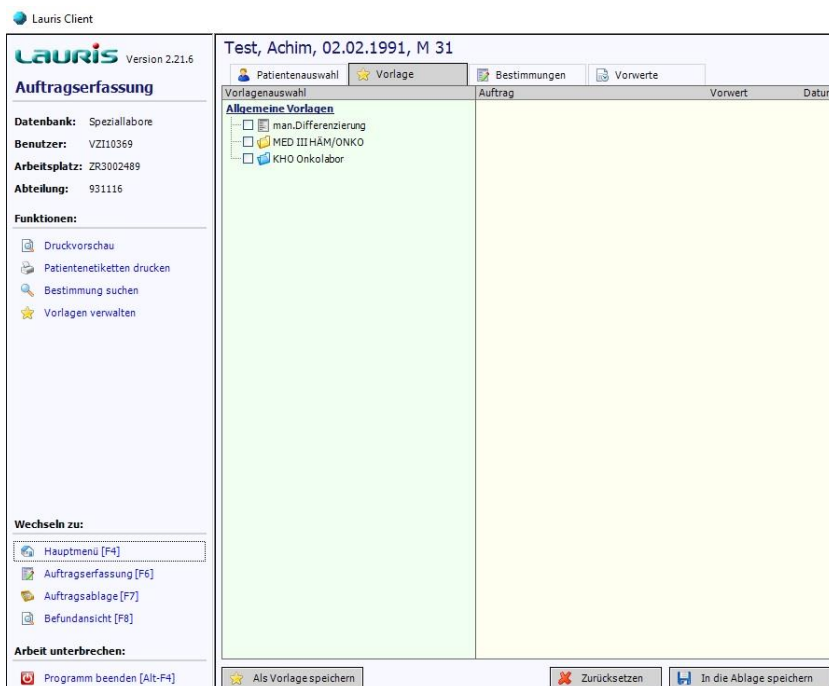 Lauris Client
Lauris Version 2.21.6
Auftragserfassung
Datenbank: Speziallabore
Benutzer: VZI10369
Arbeitsplatz: ZR3002489
Abteilung: 931116
Funktionen:
Druckvorschau
Patientenetiketten drucken
Bestimmung suchen
Vorlagen verwalten
Wechseln zu:
Hauptmenü [F4]
Auftragserfassung [F6]
Auftragsablage [F7]
Befundansicht [F8]
Arbeit unterbrechen:
Programm beenden [Alt-F4]
Test, Achim, 02.02.1991, M 31
Patientenauswahl Vorlage Bestimmungen Vorwerte
Vorlagenauswahl Auftrag Vorwert Datum
Allgemeine Vorlagen
man.Differenzierung
MED III HÄM/ONKO
KHO Onkolabor
Als Vorlage speichern Zurücksetzen In die Ablage speichern